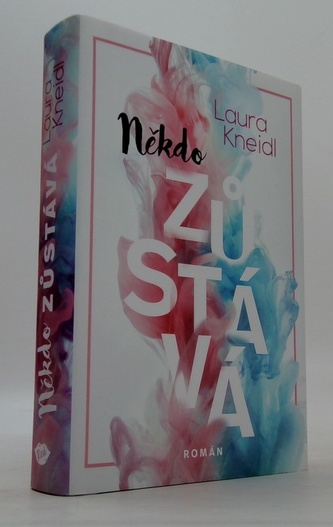 Laura
Kneidl
Někdo
ZŮ
STÁ
VÁ
ROMÁN
Někdo ZŮSTÁVÁ
Laura
Kneidl